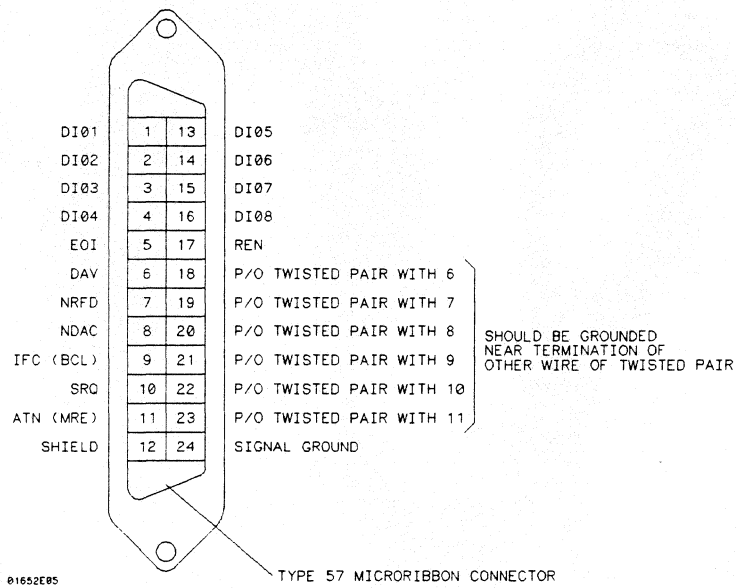 DI01 1 13 DI05
DI02 2 14 DI06
DI03 3 15 DI07
DI04 4 16 DI08
EOI 5 17 REN
DAV 6 18 P/O TWISTED PAIR WITH 6
NRFD 7 19 P/O TWISTED PAIR WITH 7
NDAC 8 20 P/O TWISTED PAIR WITH 8
IFC (BCL) 9 21 P/O TWISTED PAIR WITH 9
SRQ 10 22 P/O TWISTED PAIR WITH 10
ATN (MRE) 11 23 P/O TWISTED PAIR WITH 11
SHIELD 12 24 SIGNAL GROUND
SHOULD BE GROUNDED
NEAR TERMINATION OF
OTHER WIRE OF TWISTED PAIR
TYPE 57 MICRORIBBON CONNECTOR
01652E05